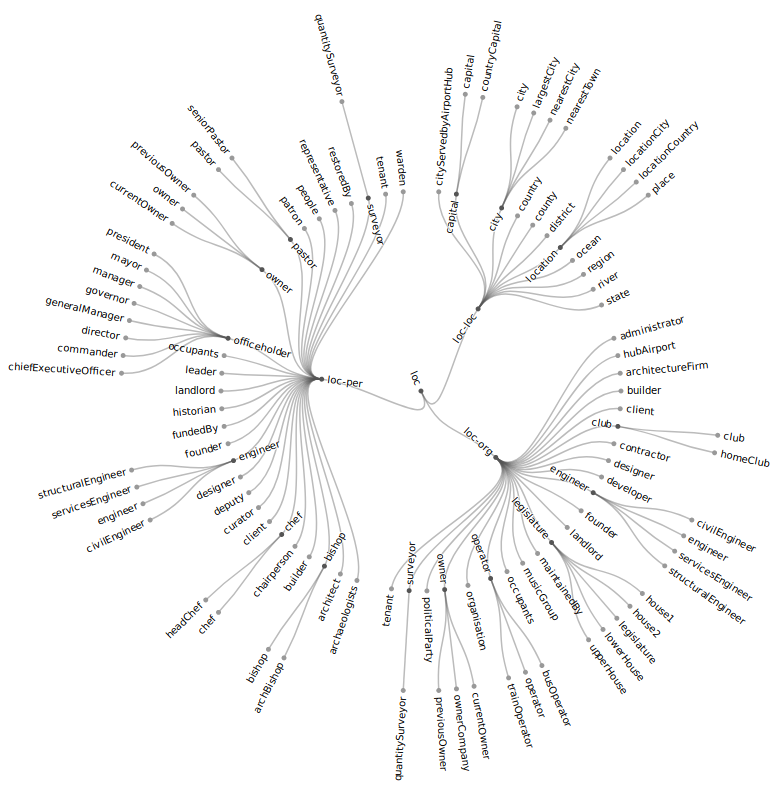 loc
loc-loc
cityServedbyAirportHub
capital
capital
countryCapital
city
city
largestCity
nearestCity
nearestTown
country
county
district
location
location
locationCity
locationCountry
place
ocean
region
river
state
loc-org
administrator
hubAirport
architectureFirm
builder
client
club
club
homeClub
contractor
designer
developer
engineer
civilEngineer
engineer
servicesEngineer
structuralEngineer
founder
landlord
legislature
house1
house2
legislature
lowerHouse
upperHouse
maintainedBy
musicGroup
occupants
operator
busOperator
operator
trainOperator
organisation
owner
currentOwner
ownerCompany
previousOwner
politicalParty
surveyor
quantitySurveyor
tenant
loc-per
archaeologists
architect
bishop
archBishop
bishop
builder
chairperson
chef
chef
headChef
client
curator
deputy
designer
engineer
civilEngineer
engineer
servicesEngineer
structuralEngineer
founder
fundedBy
historian
landlord
leader
occupants
officeholder
chiefExecutiveOfficer
commander
director
generalManager
governor
manager
mayor
president
owner
currentOwner
owner
previousOwner
pastor
pastor
seniorPastor
patron
people
representative
restoredBy
surveyor
quantitySurveyor
tenant
warden